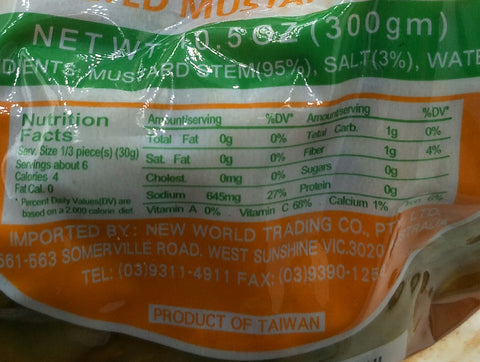 MUSTA
NET WT. 0.5 OZ (300gm)
DIENTS: MUSTARD STEM(95%), SALT(3%), WATE
Nutrition Facts
Serv. Size 1/3 piece(s) (30g)
Servings about 6
Calories 4
Fat Cal. 0
* Percent Daily Values(DV) are
based on a 2,000 calorie diet.
Amount/serving %DV*
Total Fat 0g 0%
Sat. Fat 0g 0%
Cholest. 0mg 0%
Sodium 645mg 27%
Vitamin A 0% Vitamin C 68% Calcium 1% 6%
Amount/serving %DV*
Total Carb. 1g 0%
Fiber 1g 4%
Sugars 0g
Protein 0g
IMPORTED BY: NEW WORLD TRADING CO., LTD.
561-563 SOMERVILLE ROAD, WEST SUNSHINE VIC.3020
TEL: (03)9311-4911 FAX: (03)9390-125
PRODUCT OF TAIWAN